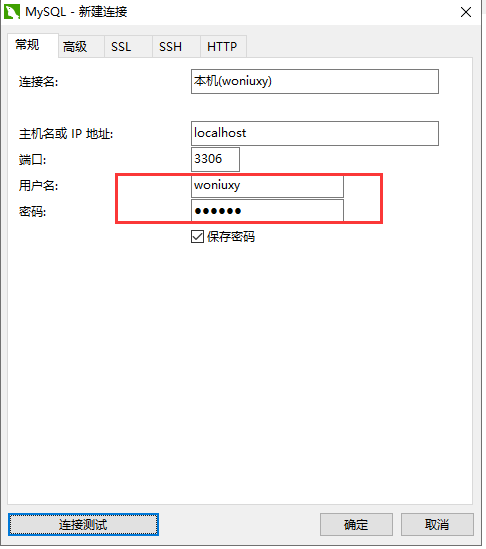 MySQL - 新建连接
常规 高级 SSL SSH HTTP
连接名: 本机(woniuxy)
主机名或 IP 地址: localhost
端口: 3306
用户名: woniuxy
密码: ●●●●●●
保存密码
连接测试 确定 取消